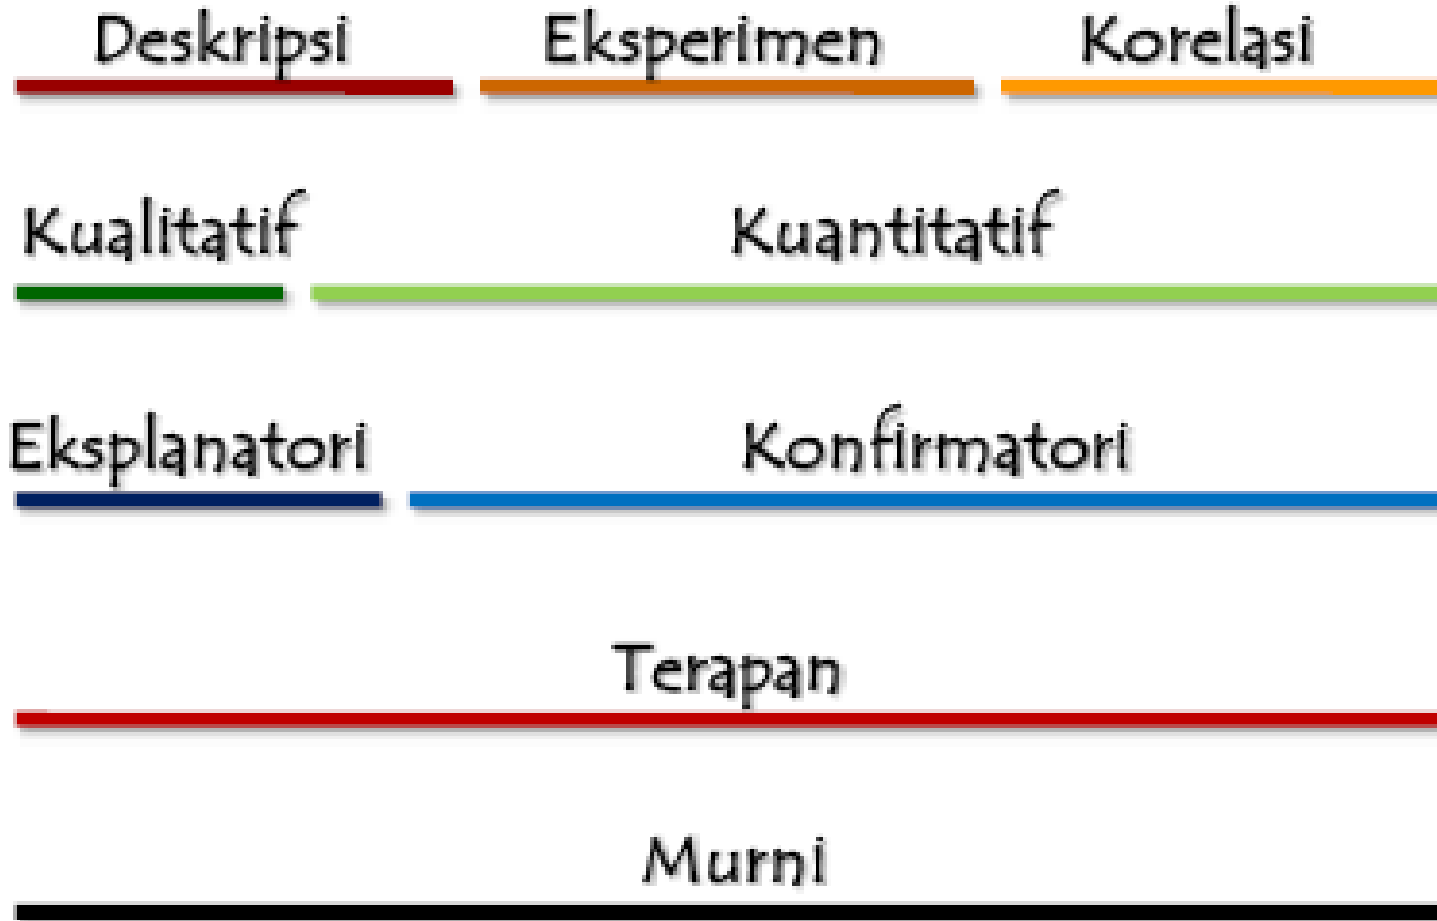 Deskripsi Eksperimen Korelasi
Kualitatif Kuantitatif
Eksplanatori Konfirmatori
Terapan
Murni